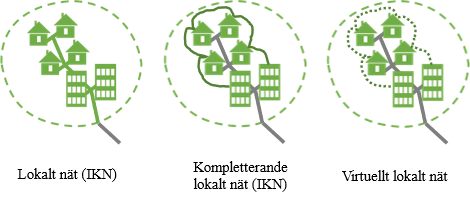 Lokalt nät (IKN)
Kompletterande
lokalt nät (IKN)
Virtuellt lokalt nät